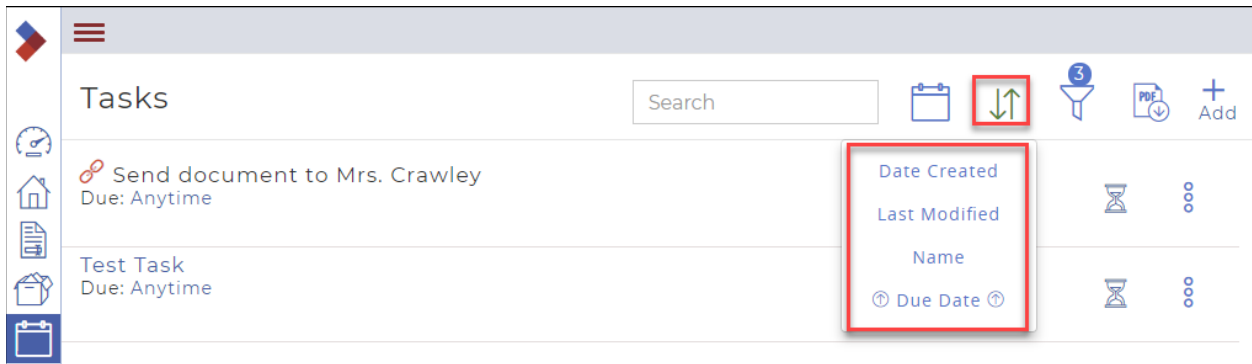 3
Tasks
Search
PDF
Add
Send document to Mrs. Crawley
Due: Anytime
Test Task
Due: Anytime
Date Created
Last Modified
Name
Due Date